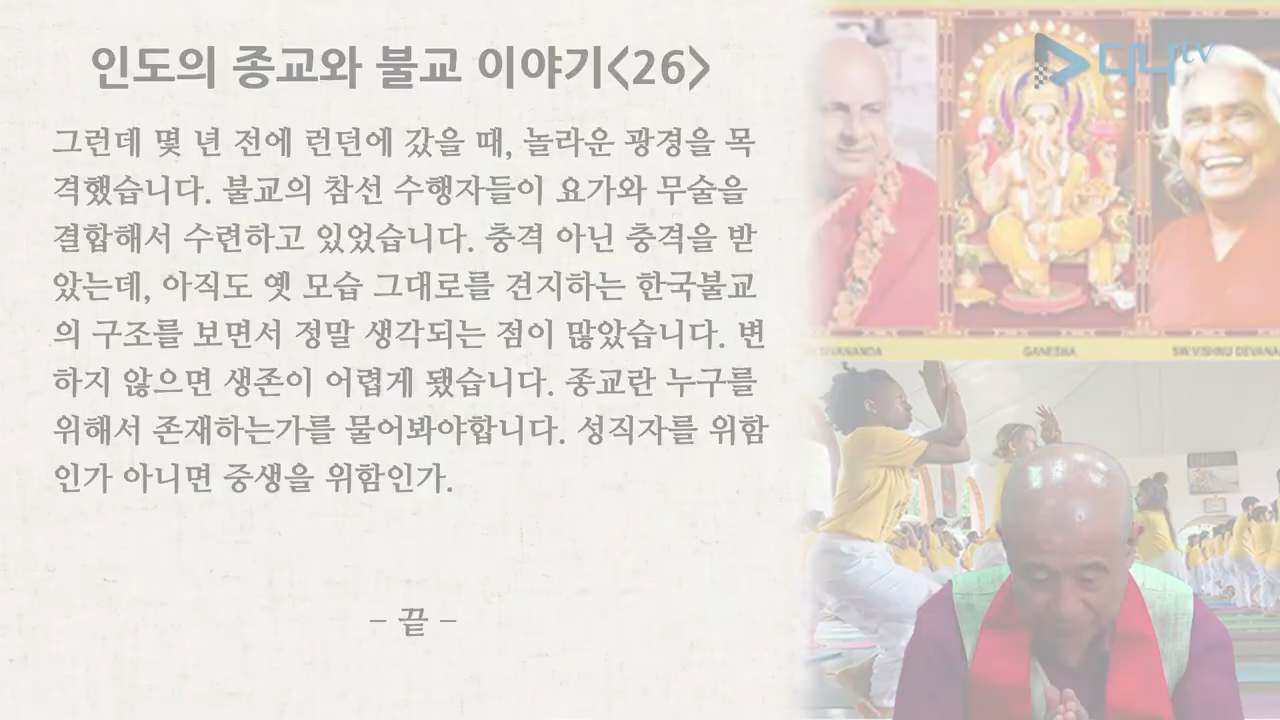 인도의 종교와 불교 이야기<26>
다나tv
그런데 몇 년 전에 런던에 갔을 때, 놀라운 광경을 목
격했습니다. 불교의 참선 수행자들이 요가와 무술을
결합해서 수련하고 있었습니다. 충격 아닌 충격을 받
았는데, 아직도 옛 모습 그대로를 견지하는 한국불교
의 구조를 보면서 정말 생각되는 점이 많았습니다. 변
하지 않으면 생존이 어렵게 됐습니다. 종교란 누구를
위해서 존재하는가를 물어봐야합니다. 성직자를 위함
인가 아니면 중생을 위함인가.
– 끝 –
SIVANANDA
GANESHA
SW VISHNU DEVANA